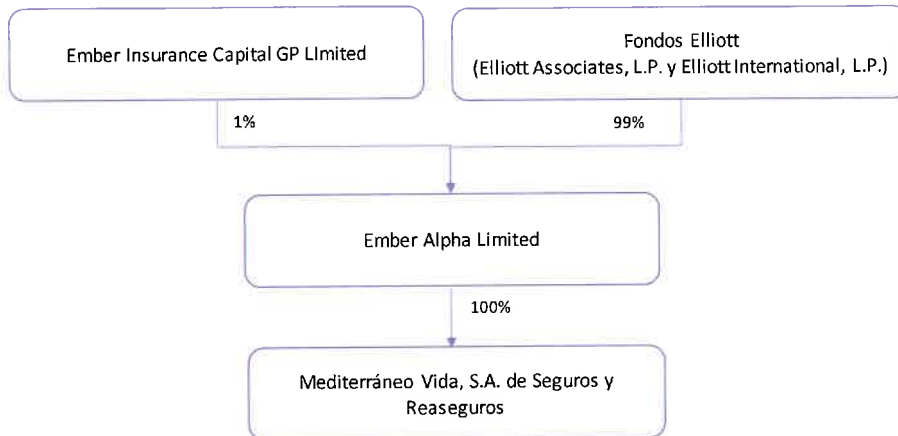 Ember Insurance Capital GP LImited
Fondos Elliott
(Elliott Associates, L.P. y Elliott International, L.P.)
1%
99%
Ember Alpha Limited
100%
Mediterráneo Vida, S.A. de Seguros y
Reaseguros